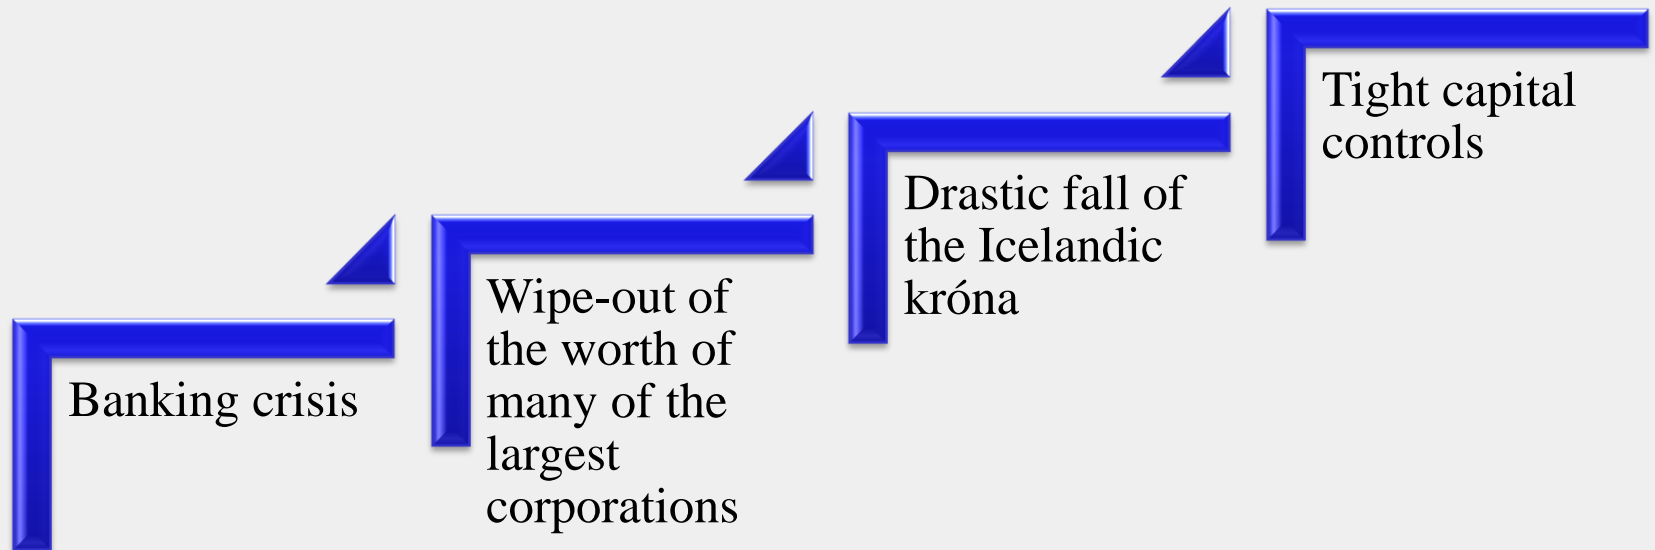 Banking crisis
Wipe-out of
the worth of
many of the
largest
corporations
Drastic fall of
the Icelandic
króna
Tight capital
controls